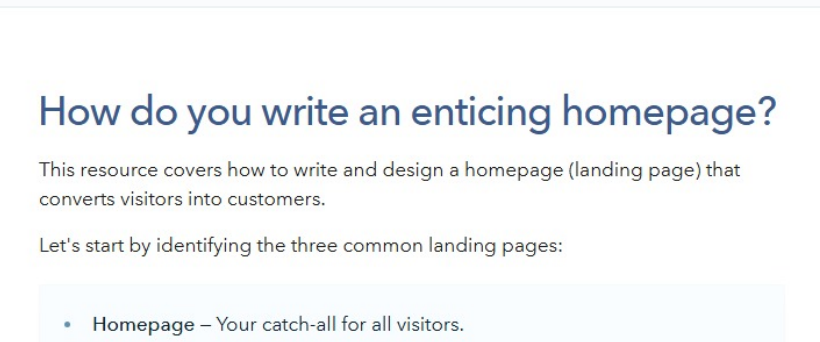 How do you write an enticing homepage?
This resource covers how to write and design a homepage (landing page) that
converts visitors into customers.
Let's start by identifying the three common landing pages:
• Homepage – Your catch-all for all visitors.